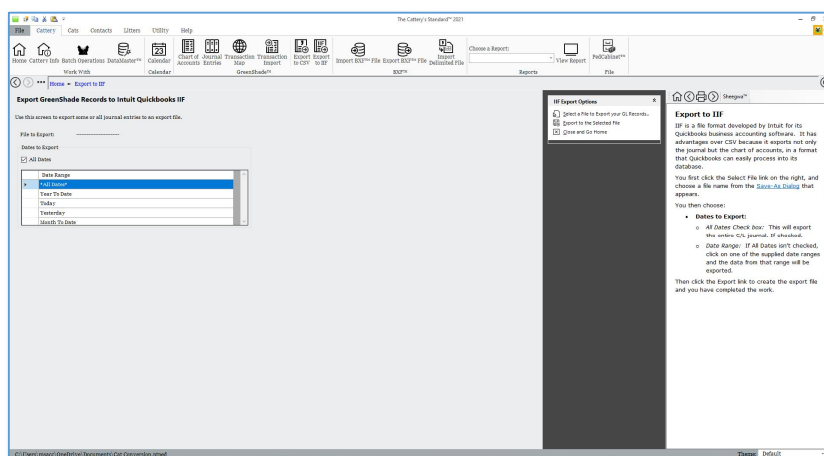 The Cattery's Standard™ 2021
File Cattery Cats Contacts Litters Utility Help
Home Cattery Info Batch Operations DataMaster™ Calendar Chart of Accounts Journal Entries Transaction Map Transaction Import Export to CSV Export to IIF Import BXF™ File Export BXF™ File Import Delimited File Choose a Report: View Report PedCabinet™
Work With Calendar GreenShade™ BXF™ Reports File
Home Export to IIF
Sheegwa™
Export GreenShade Records to Intuit Quickbooks IIF
Use this screen to export some or all journal entries to an export file.
File to Export: --------------------
Dates to Export
All Dates
Date Range
*All Dates*
Year To Date
Today
Yesterday
Month To Date
IIF Export Options
Select a File to Export your GL Records...
Export to the Selected File
Close and Go Home
Export to IIF
IIF is a file format developed by Intuit for its
Quickbooks business accounting software. It has
advantages over CSV because it exports not only
the journal but the chart of accounts, in a format
that Quickbooks can easily process into its
database.
You first click the Select File link on the right, and
choose a file name from the Save-As Dialog that
appears.
You then choose:
• Dates to Export:
o All Dates Check box: This will export
the entire G/L journal. If checked.
o Date Range: If All Dates isn't checked,
click on one of the supplied date ranges
and the data from that range will be
exported.
Then click the Export link to create the export file
and you have completed the work.
Theme: Default